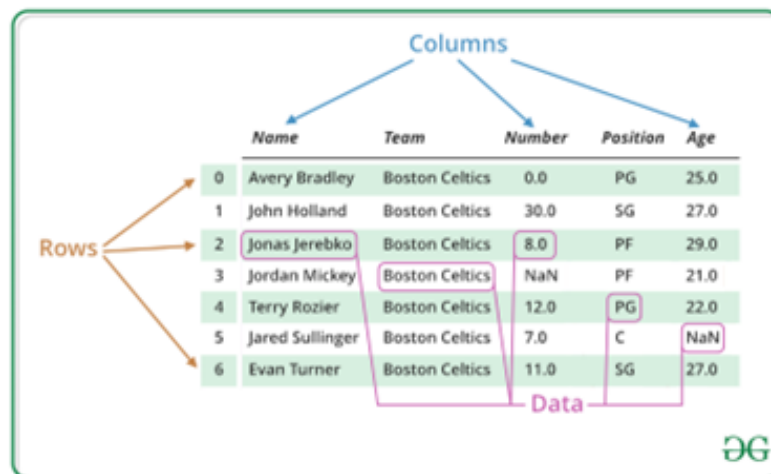 Columns
Name Team Number Position Age
0 Avery Bradley Boston Celtics 0.0 PG 25.0
1 John Holland Boston Celtics 30.0 SG 27.0
Rows
2 Jonas Jerebko Boston Celtics 8.0 PF 29.0
3 Jordan Mickey Boston Celtics NaN PF 21.0
4 Terry Rozier Boston Celtics 12.0 PG 22.0
5 Jared Sullinger Boston Celtics 7.0 C NaN
6 Evan Turner Boston Celtics 11.0 SG 27.0
Data